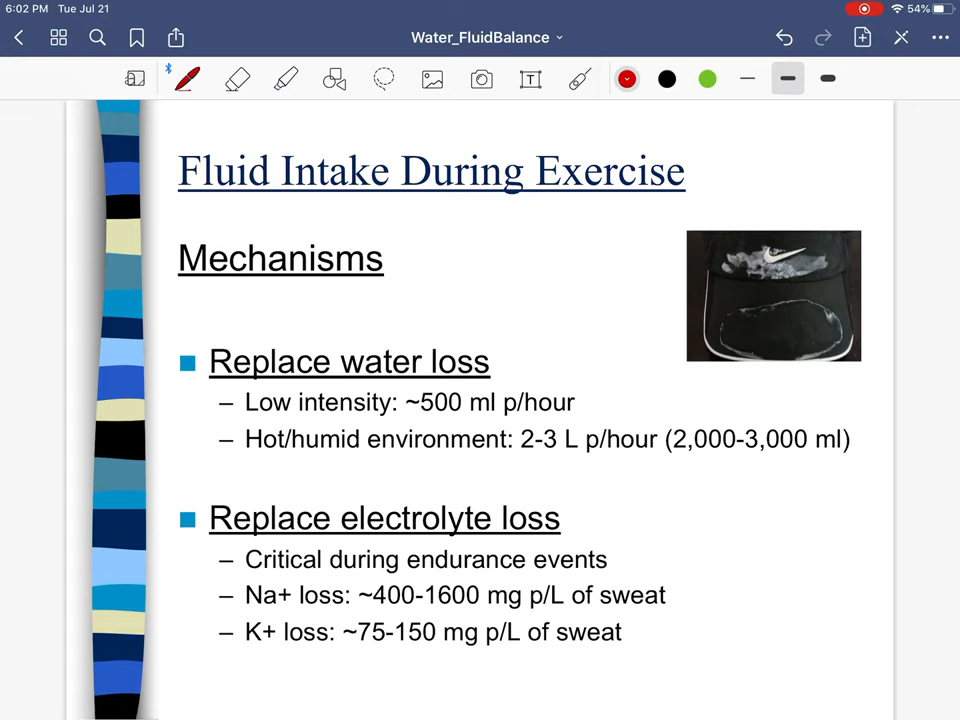 6:02 PM Tue Jul 21
54%
Water_FluidBalance
T
Fluid Intake During Exercise
Mechanisms
Replace water loss
– Low intensity: ~500 ml p/hour
– Hot/humid environment: 2-3 L p/hour (2,000-3,000 ml)
Replace electrolyte loss
– Critical during endurance events
– Na+ loss: ~400-1600 mg p/L of sweat
– K+ loss: ~75-150 mg p/L of sweat